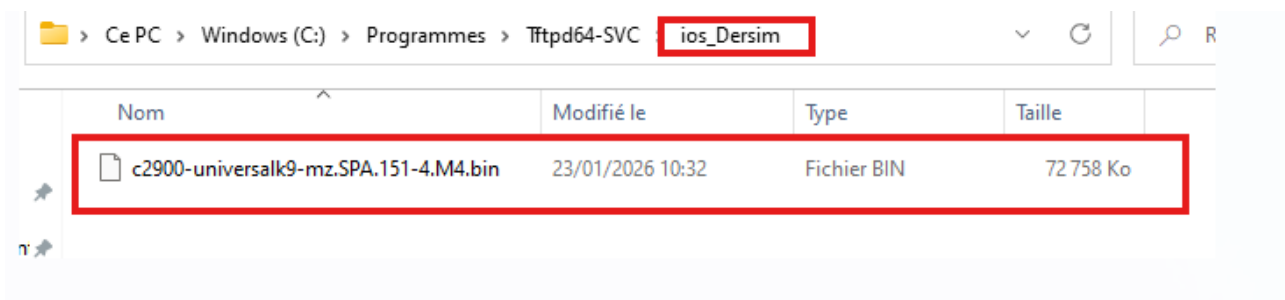 > Ce PC > Windows (C:) > Programmes > Tftpd64-SVC > ios_Dersim R
Nom Modifié le Type Taille
c2900-universalk9-mz.SPA.151-4.M4.bin 23/01/2026 10:32 Fichier BIN 72 758 Ko